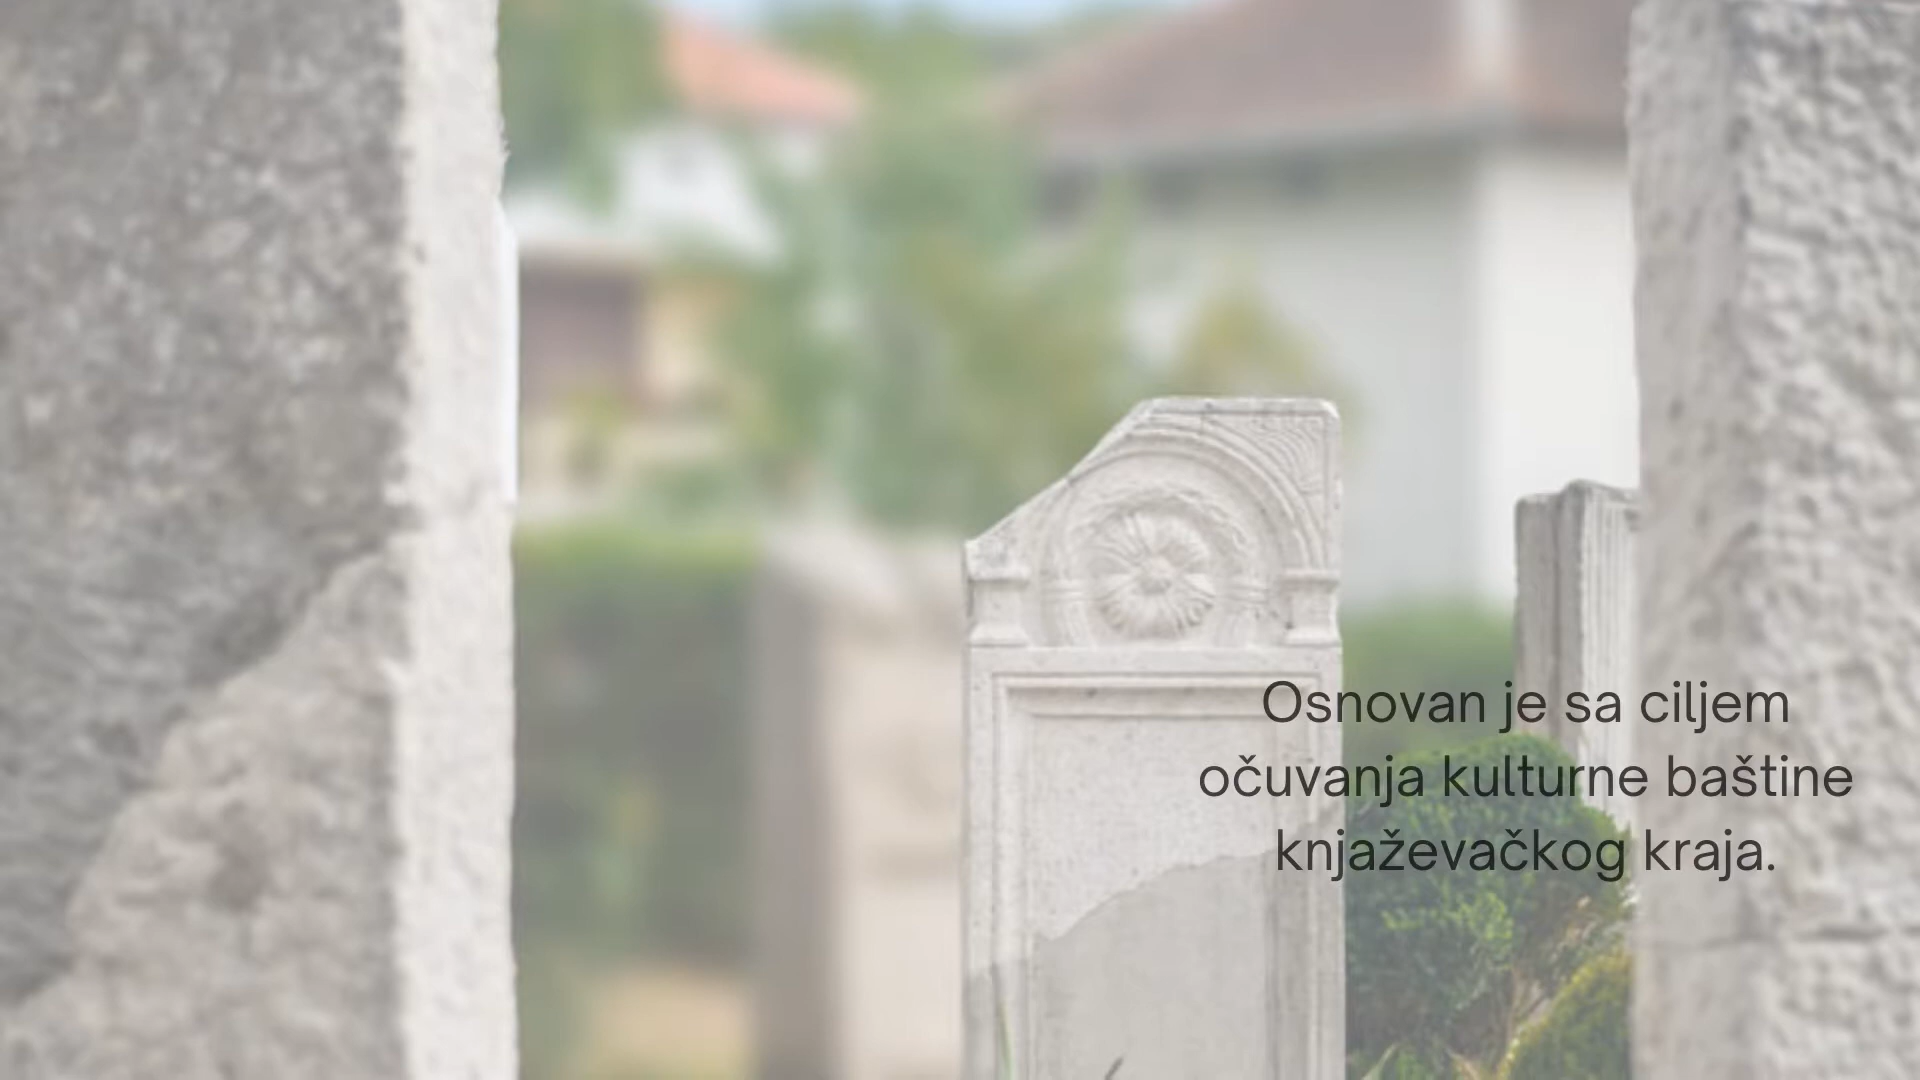 Osnovan je sa ciljem
očuvanja kulturne baštine
knjaževačkog kraja.